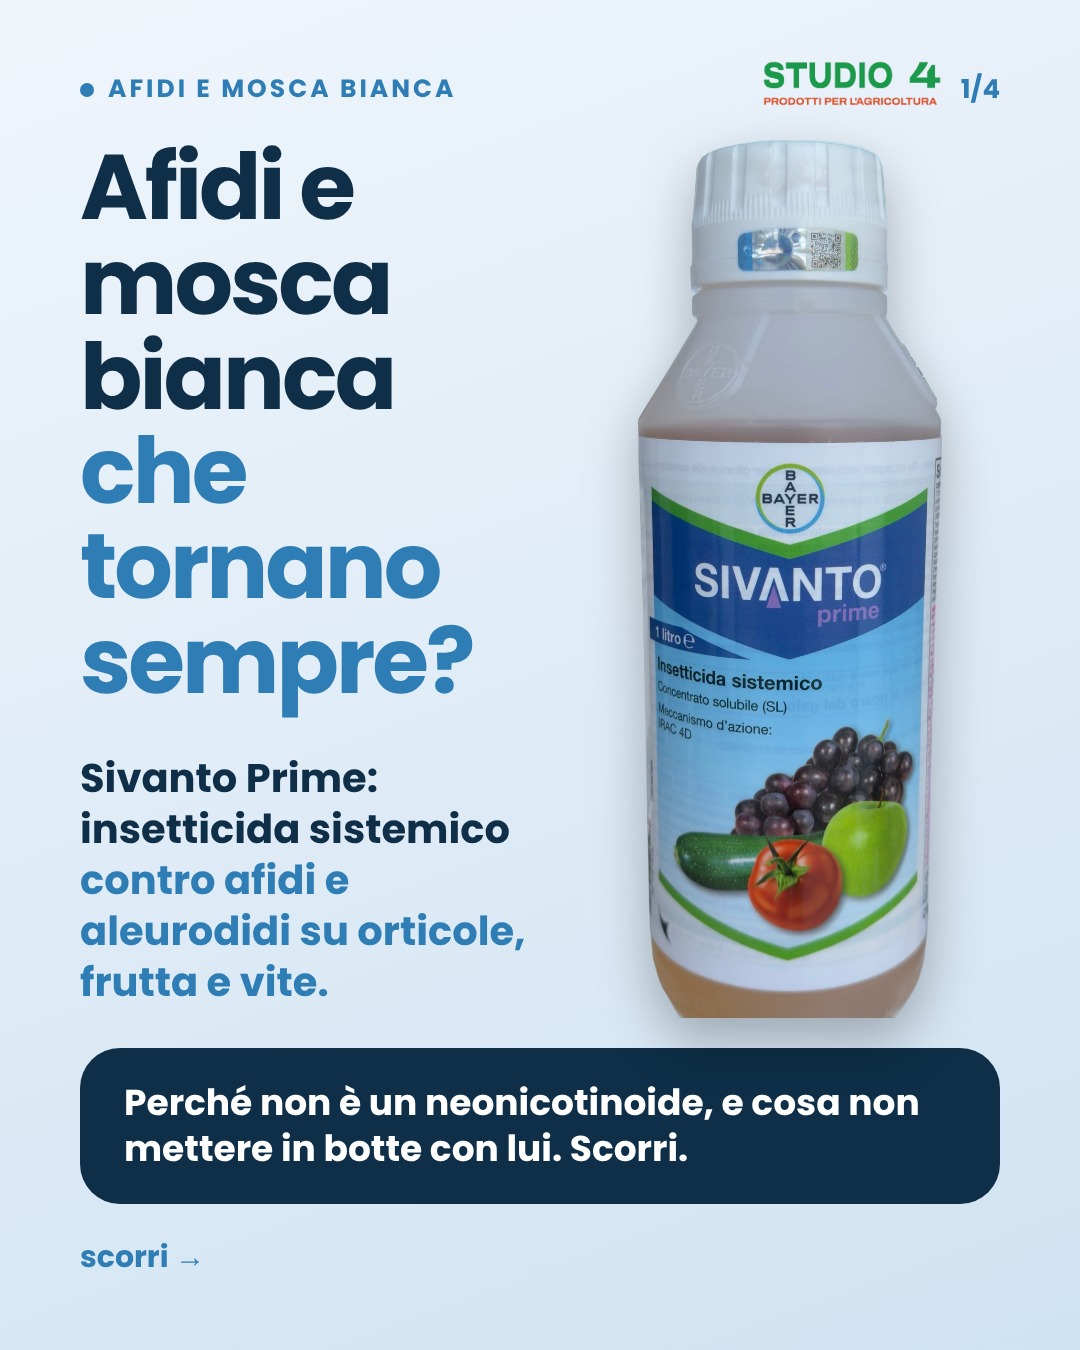 AFIDI E MOSCA BIANCA
STUDIO 4
PRODOTTI PER L'AGRICOLTURA
1/4
Afidi e
mosca
bianca
che
tornano
sempre?
Sivanto Prime:
insetticida sistemico
contro afidi e
aleurodidi su orticole,
frutta e vite.
BAYER
BAYER
SIVANTO®
prime
1 litro e
Insetticida sistemico
Concentrato solubile (SL)
Meccanismo d'azione:
IRAC 4D
Perché non è un neonicotinoide, e cosa non
mettere in botte con lui. Scorri.
scorri →